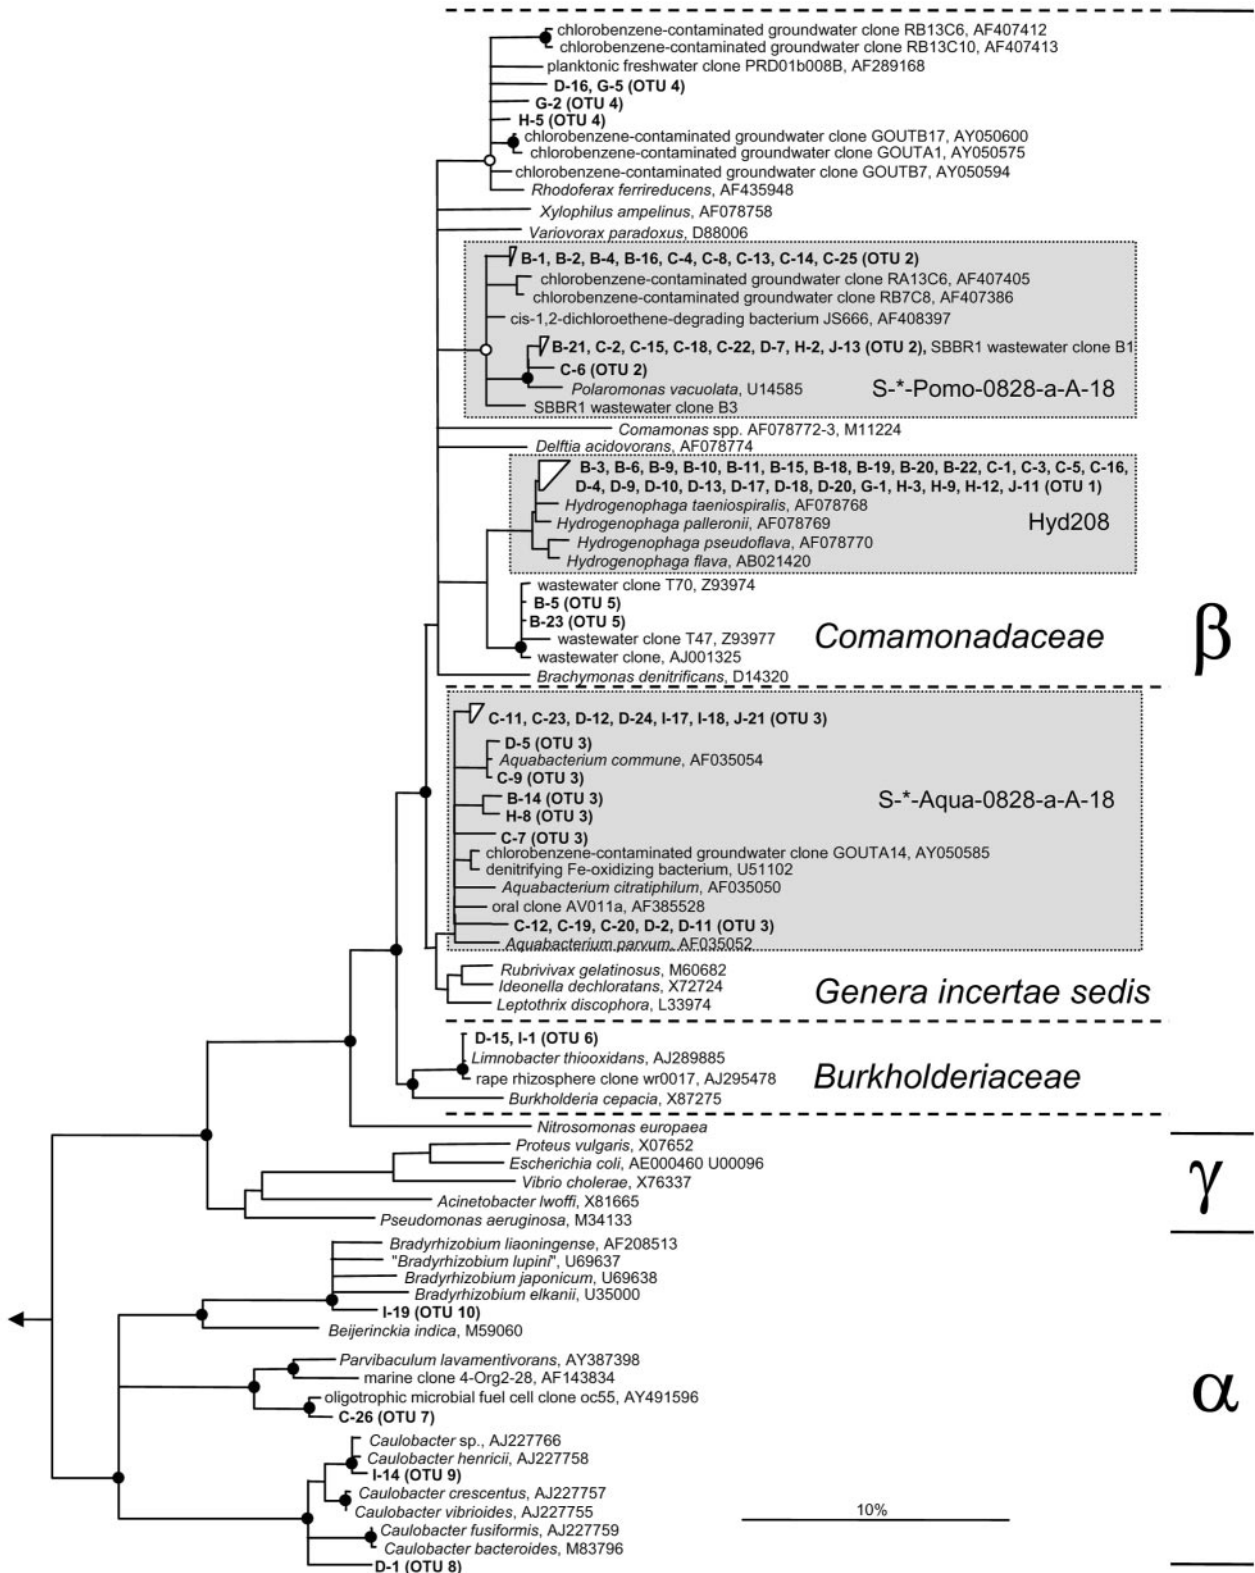 chlorobenzene-contaminated groundwater clone RB13C6, AF407412
chlorobenzene-contaminated groundwater clone RB13C10, AF407413
planktonic freshwater clone PRD01b008B, AF289168
D-16, G-5 (OTU 4)
G-2 (OTU 4)
H-5 (OTU 4)
chlorobenzene-contaminated groundwater clone GOUTB17, AY050600
chlorobenzene-contaminated groundwater clone GOUTA1, AY050575
chlorobenzene-contaminated groundwater clone GOUTB7, AY050594
Rhodoferax ferrireducens, AF435948
Xylophilus ampelinus, AF078758
Variovorax paradoxus, D88006
B-1, B-2, B-4, B-16, C-4, C-8, C-13, C-14, C-25 (OTU 2)
chlorobenzene-contaminated groundwater clone RA13C6, AF407405
chlorobenzene-contaminated groundwater clone RB7C8, AF407386
cis-1,2-dichloroethene-degrading bacterium JS666, AF408397
B-21, C-2, C-15, C-18, C-22, D-7, H-2, J-13 (OTU 2), SBBR1 wastewater clone B1
C-6 (OTU 2)
Polaromonas vacuolata, U14585
S-*-Pomo-0828-a-A-18
SBBR1 wastewater clone B3
Comamonas spp. AF078772-3, M11224
Delftia acidovorans, AF078774
B-3, B-6, B-9, B-10, B-11, B-15, B-18, B-19, B-20, B-22, C-1, C-3, C-5, C-16,
D-4, D-9, D-10, D-13, D-17, D-18, D-20, G-1, H-3, H-9, H-12, J-11 (OTU 1)
Hydrogenophaga taeniospiralis, AF078768
Hydrogenophaga palleronii, AF078769
Hyd208
Hydrogenophaga pseudoflava, AF078770
Hydrogenophaga flava, AB021420
wastewater clone T70, Z93974
B-5 (OTU 5)
B-23 (OTU 5)
wastewater clone T47, Z93977
Comamonadaceae
β
wastewater clone, AJ001325
Brachymonas denitrificans, D14320
C-11, C-23, D-12, D-24, I-17, I-18, J-21 (OTU 3)
D-5 (OTU 3)
Aquabacterium commune, AF035054
C-9 (OTU 3)
B-14 (OTU 3)
S-*-Aqua-0828-a-A-18
H-8 (OTU 3)
C-7 (OTU 3)
chlorobenzene-contaminated groundwater clone GOUTA14, AY050585
denitrifying Fe-oxidizing bacterium, U51102
Aquabacterium citratiphilum, AF035050
oral clone AV011a, AF385528
C-12, C-19, C-20, D-2, D-11 (OTU 3)
Aquabacterium parvum, AF035052
Rubrivivax gelatinosus, M60682
Ideonella dechloratans, X72724
Genera incertae sedis
Leptothrix discophora, L33974
D-15, I-1 (OTU 6)
Limnobacter thiooxidans, AJ289885
rape rhizosphere clone wr0017, AJ295478
Burkholderiaceae
Burkholderia cepacia, X87275
Nitrosomonas europaea
Proteus vulgaris, X07652
Escherichia coli, AE000460 U00096
γ
Vibrio cholerae, X76337
Acinetobacter lwoffi, X81665
Pseudomonas aeruginosa, M34133
Bradyrhizobium liaoningense, AF208513
"Bradyrhizobium lupini", U69637
Bradyrhizobium japonicum, U69638
Bradyrhizobium elkanii, U35000
I-19 (OTU 10)
Beijerinckia indica, M59060
Parvibaculum lavamentivorans, AY387398
marine clone 4-Org2-28, AF143834
α
oligotrophic microbial fuel cell clone oc55, AY491596
C-26 (OTU 7)
Caulobacter sp., AJ227766
Caulobacter henricii, AJ227758
I-14 (OTU 9)
Caulobacter crescentus, AJ227757
Caulobacter vibrioides, AJ227755
10%
Caulobacter fusiformis, AJ227759
Caulobacter bacteroides, M83796
D-1 (OTU 8)